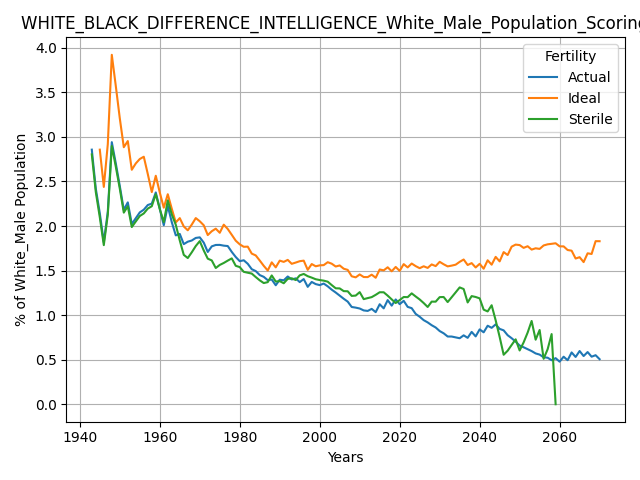 WHITE_BLACK_DIFFERENCE_INTELLIGENCE_White_Male_Population_Scoring
Fertility
Actual
Ideal
Sterile
% of White_Male Population
4.0
3.5
3.0
2.5
2.0
1.5
1.0
0.5
0.0
1940 1960 1980 2000 2020 2040 2060
Years